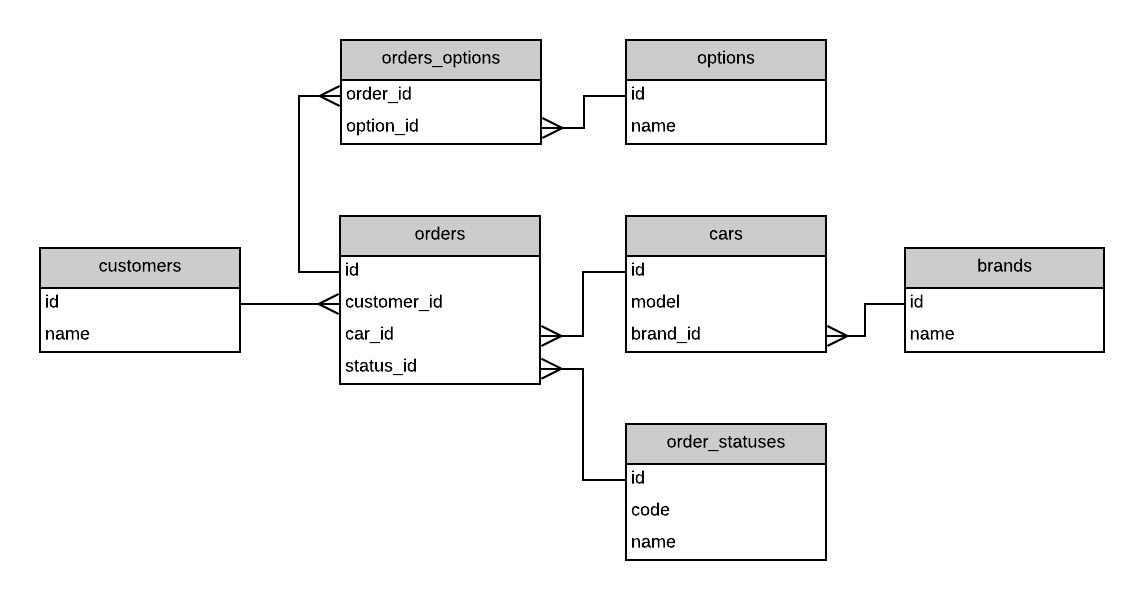 orders_options
order_id
option_id
options
id
name
customers
id
name
orders
id
customer_id
car_id
status_id
cars
id
model
brand_id
brands
id
name
order_statuses
id
code
name